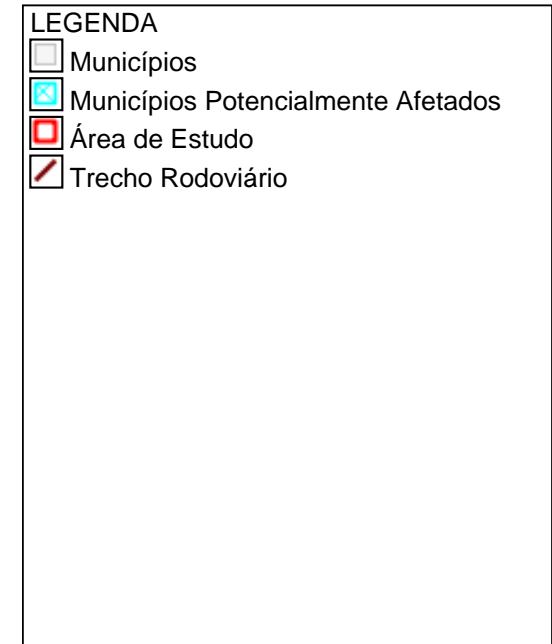 LEGENDA
Municípios
Municípios Potencialmente Afetados
Área de Estudo
Trecho Rodoviário